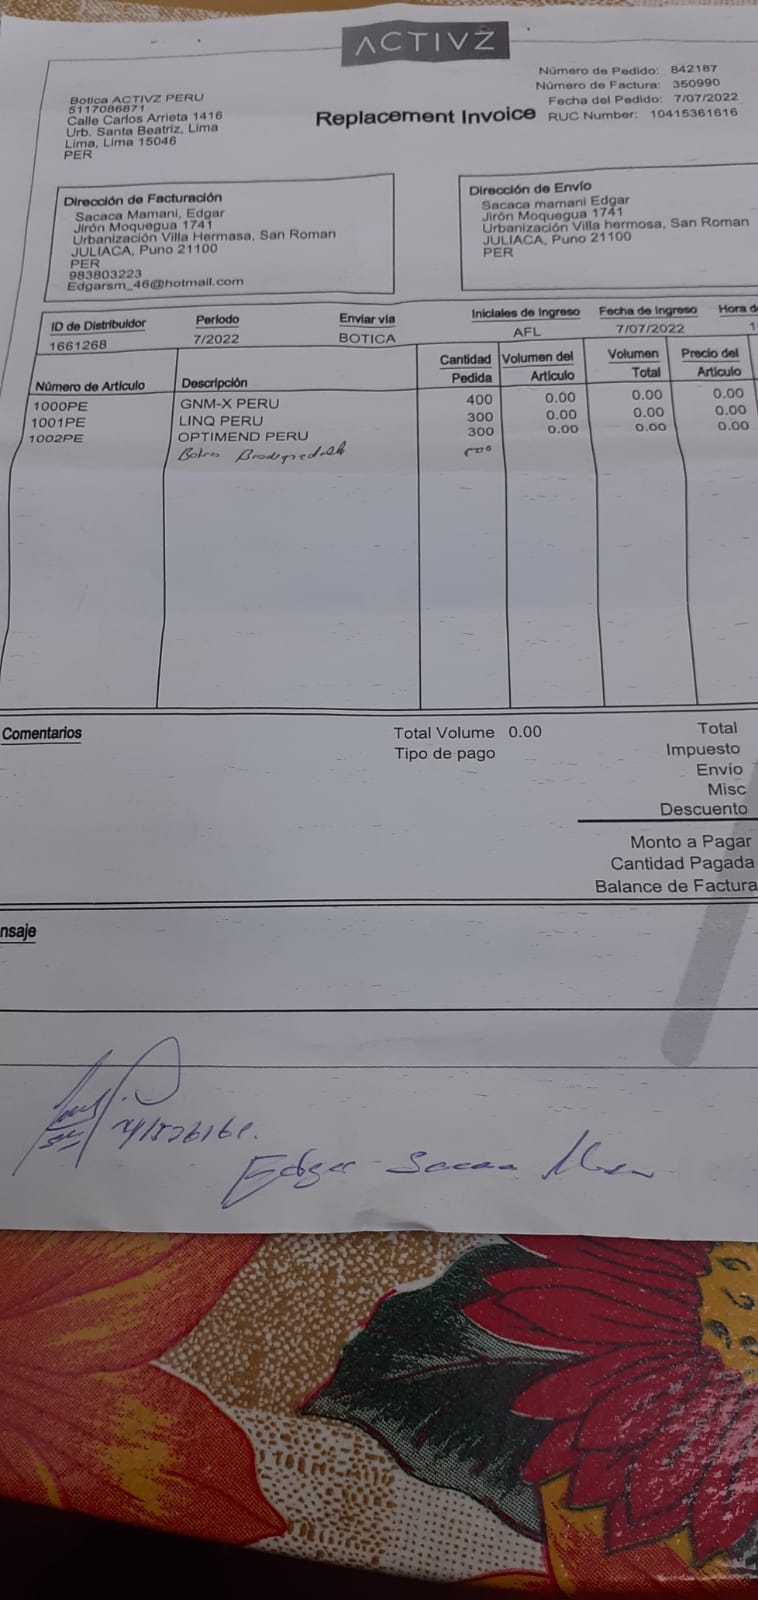 ACTIVZ
Botica ACTIVZ PERU
5117086871
Calle Carlos Arrieta 1416
Urb. Santa Beatriz, Lima
Lima, Lima 15046
PER
Replacement Invoice
Número de Pedido: 842187
Número de Factura: 350990
Fecha del Pedido: 7/07/2022
RUC Number: 10415361616
Dirección de Facturación
Sacaca Mamani, Edgar
Jirón Moquegua 1741
Urbanización Villa Hermasa, San Roman
JULIACA, Puno 21100
PER
983803223
Edgarsm_46@hotmail.com
Dirección de Envío
Sacaca mamani Edgar
Jirón Moquegua 1741
Urbanización Villa hermosa, San Roman
JULIACA, Puno 21100
PER
ID de Distribuidor Periodo Enviar via Iniciales de Ingreso Fecha de Ingreso Hora d
1661268 7/2022 BOTICA AFL 7/07/2022
Número de Artículo Descripción Cantidad Pedida Volumen del Artículo Volumen Total Precio del Artículo
1000PE GNM-X PERU 400 0.00 0.00 0.00
1001PE LINQ PERU 300 0.00 0.00 0.00
1002PE OPTIMEND PERU 300 0.00 0.00 0.00
Comentarios
Total Volume 0.00
Tipo de pago
Total
Impuesto
Envío
Misc
Descuento
Monto a Pagar
Cantidad Pagada
Balance de Factura
nsaje
Edgar Sacaca